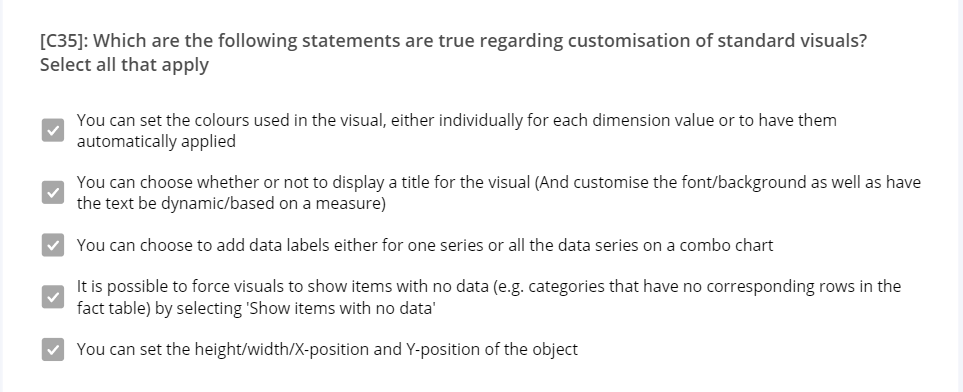 [C35]: Which are the following statements are true regarding customisation of standard visuals?
Select all that apply
You can set the colours used in the visual, either individually for each dimension value or to have them
automatically applied
You can choose whether or not to display a title for the visual (And customise the font/background as well as have
the text be dynamic/based on a measure)
You can choose to add data labels either for one series or all the data series on a combo chart
It is possible to force visuals to show items with no data (e.g. categories that have no corresponding rows in the
fact table) by selecting 'Show items with no data'
You can set the height/width/X-position and Y-position of the object